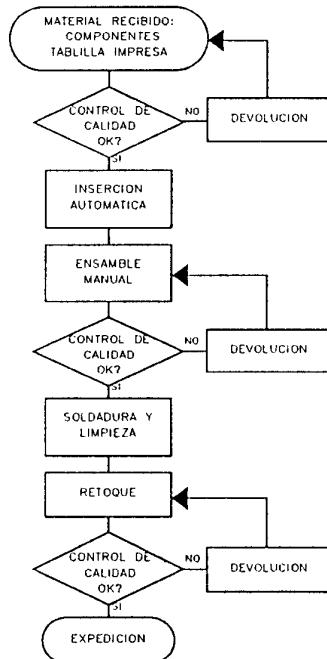 MATERIAL RECIBIDO:
COMPONENTES
TABLILLA IMPRESA
CONTROL DE
CALIDAD
OK?
NO
DEVOLUCION
SI
INSERCION
AUTOMATICA
ENSAMBLE
MANUAL
CONTROL DE
CALIDAD
OK?
NO
DEVOLUCION
SI
SOLDADURA Y
LIMPIEZA
RETOQUE
CONTROL DE
CALIDAD
OK?
NO
DEVOLUCION
SI
EXPEDICION